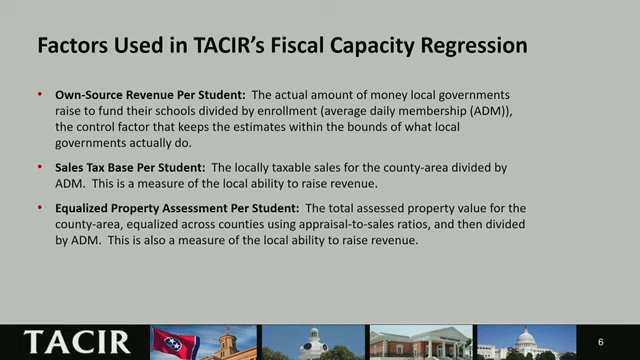 Factors Used in TACIR's Fiscal Capacity Regression
• Own-Source Revenue Per Student: The actual amount of money local governments
raise to fund their schools divided by enrollment (average daily membership (ADM)),
the control factor that keeps the estimates within the bounds of what local
governments actually do.
• Sales Tax Base Per Student: The locally taxable sales for the county-area divided by
ADM. This is a measure of the local ability to raise revenue.
• Equalized Property Assessment Per Student: The total assessed property value for the
county-area, equalized across counties using appraisal-to-sales ratios, and then divided
by ADM. This is also a measure of the local ability to raise revenue.
TACIR
6